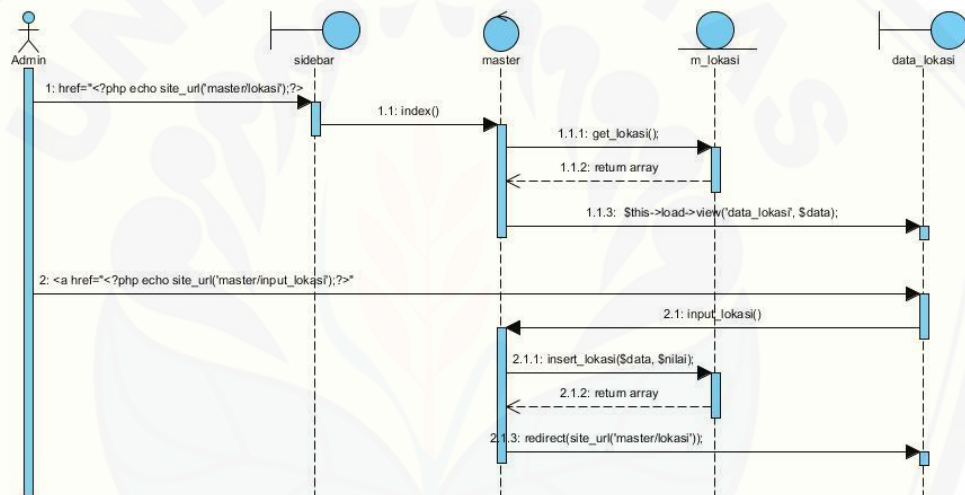 Admin
sidebar
master
m_lokasi
data_lokasi
1: href="<?php echo site_url('master/lokasi');?>
1.1: index()
1.1.1: get_lokasi();
1.1.2: return array
1.1.3: $this->load->view('data_lokasi', $data);
2: <a href="<?php echo site_url('master/input_lokasi');?>"
2.1: input_lokasi()
2.1.1: insert_lokasi($data, $nilai)
2.1.2: return array
2.1.3: redirect(site_url('master/lokasi'));